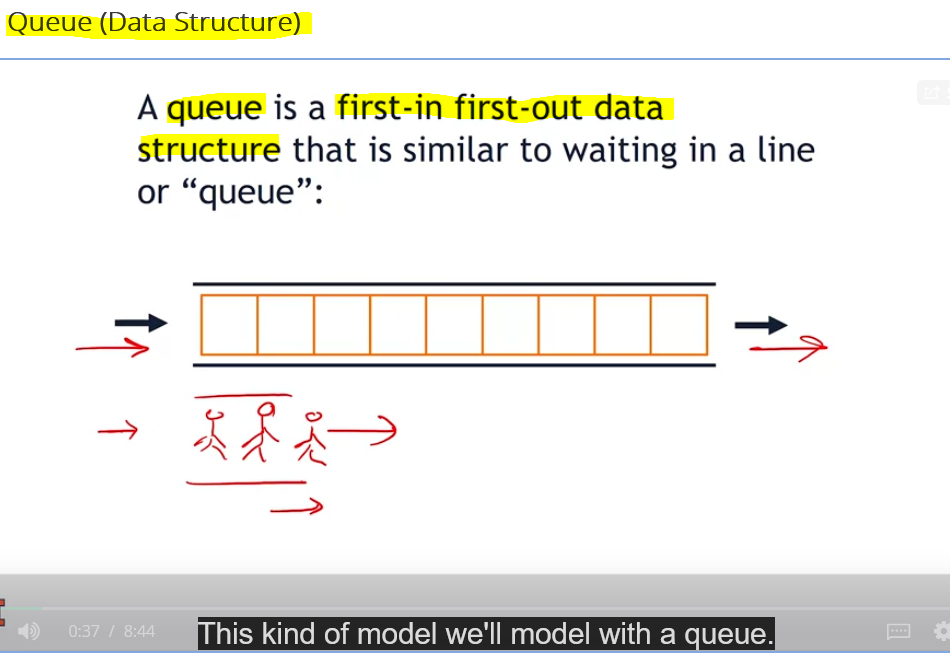 Queue (Data Structure)
A queue is a first-in first-out data
structure that is similar to waiting in a line
or “queue”:
0:37 / 8:44
This kind of model we'll model with a queue.